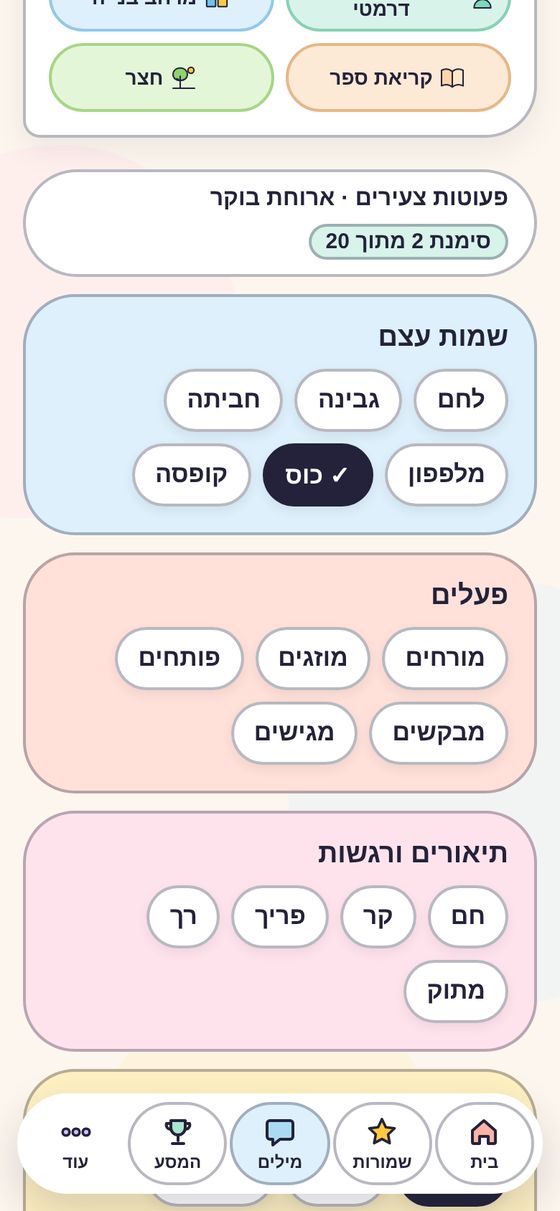 דרמטי
קריאת ספר
חצר
פעוטות צעירים · ארוחת בוקר
סימנת 2 מתוך 20
שמות עצם
לחם גבינה חביתה
מלפפון ✓ כוס קופסה
פעלים
מורחים מוזגים פותחים
מבקשים מגישים
תיאורים ורגשות
חם קר פריך רך
מתוק
בית שמורות מילים המסע עוד